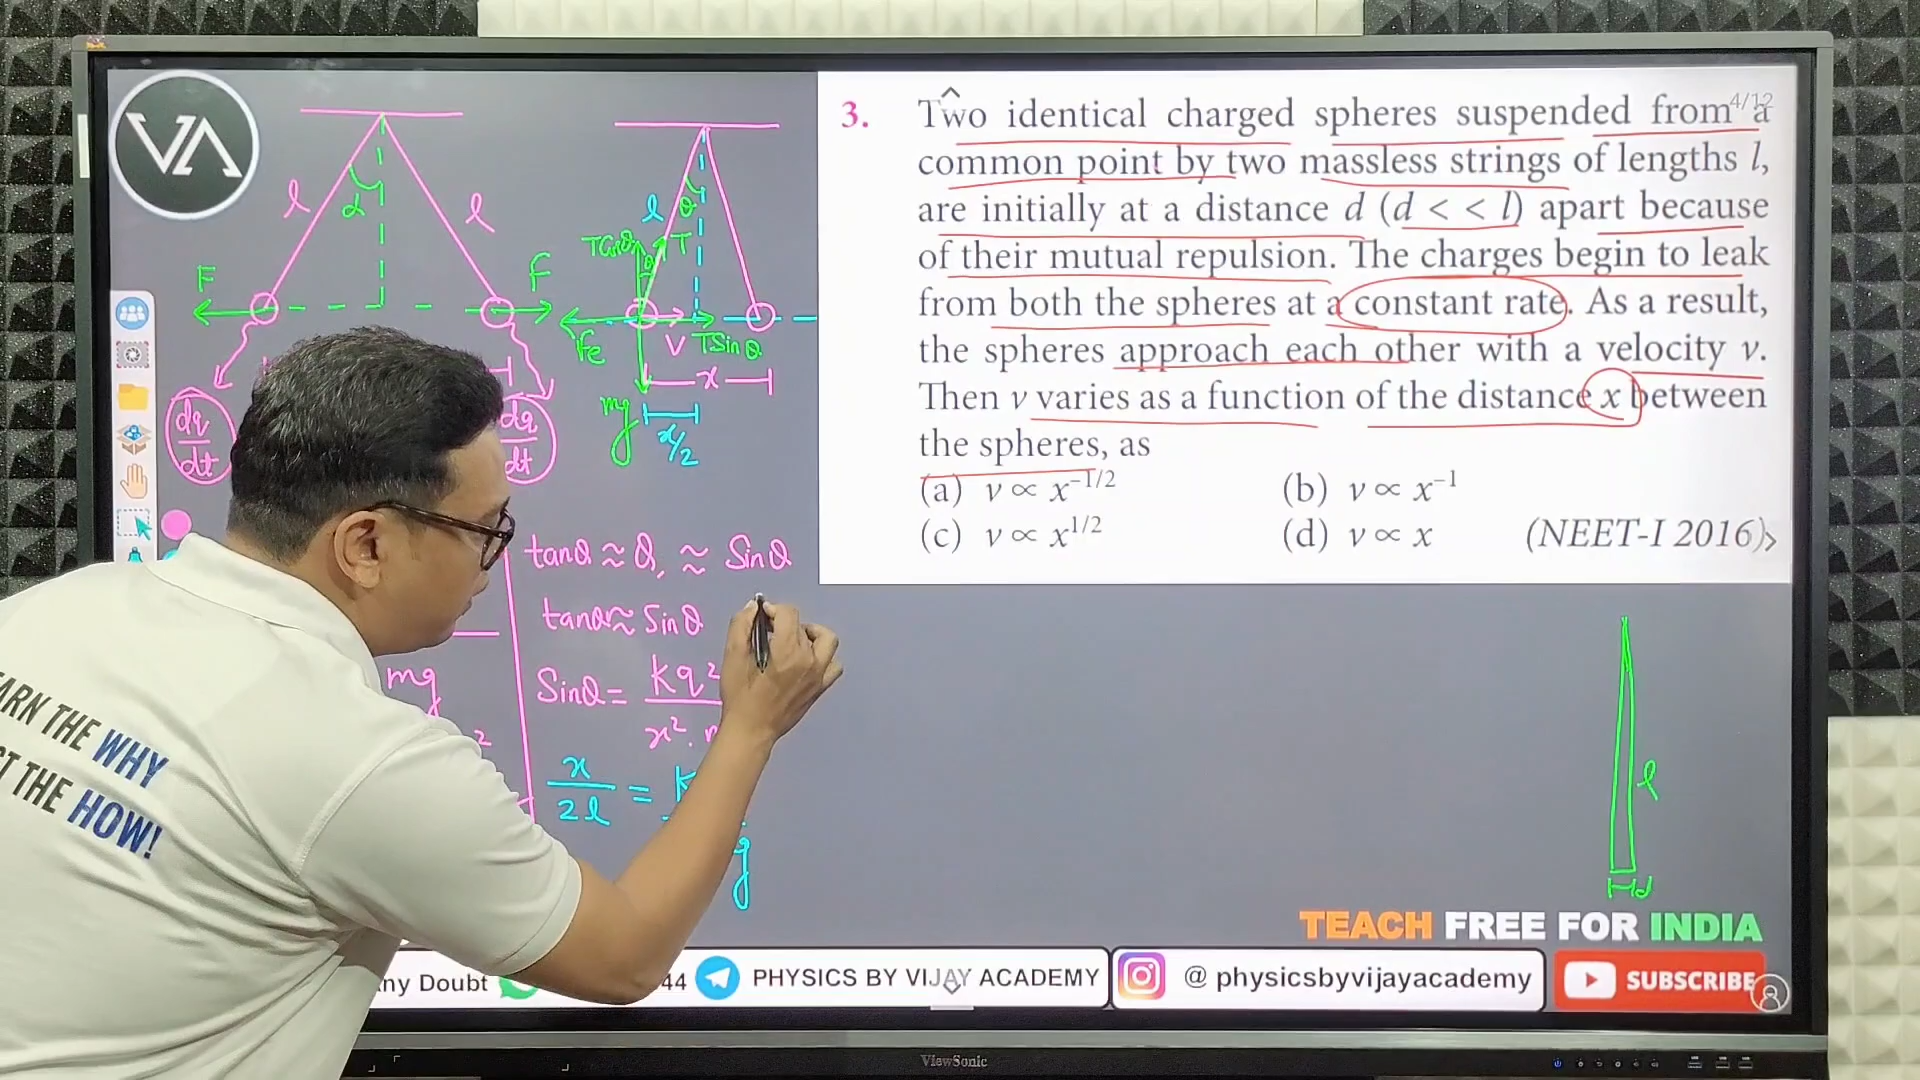 3. Two identical charged spheres suspended from a
4/12
common point by two massless strings of lengths l,
are initially at a distance d (d < < l) apart because
of their mutual repulsion. The charges begin to leak
from both the spheres at a constant rate. As a result,
the spheres approach each other with a velocity v.
Then v varies as a function of the distance x between
the spheres, as
(a) v ∝ x⁻¹/² (b) v ∝ x⁻¹
(c) v ∝ x¹/² (d) v ∝ x (NEET-I 2016)
VA
l α l
F F
dq/dt dq/dt
l θ
Tcosθ θ T
Fe V Tsinθ
x
mg
x/2
tanθ ≈ θ, ≈ Sinθ
tanθ ≈ Sinθ
mg
Sinθ = Kq²
x².
x/2l =
g
l
d
LEARN THE WHY
NOT THE HOW!
TEACH FREE FOR INDIA
Any Doubt 44 PHYSICS BY VIJAY ACADEMY @ physicsbyvijayacademy SUBSCRIBE
ViewSonic